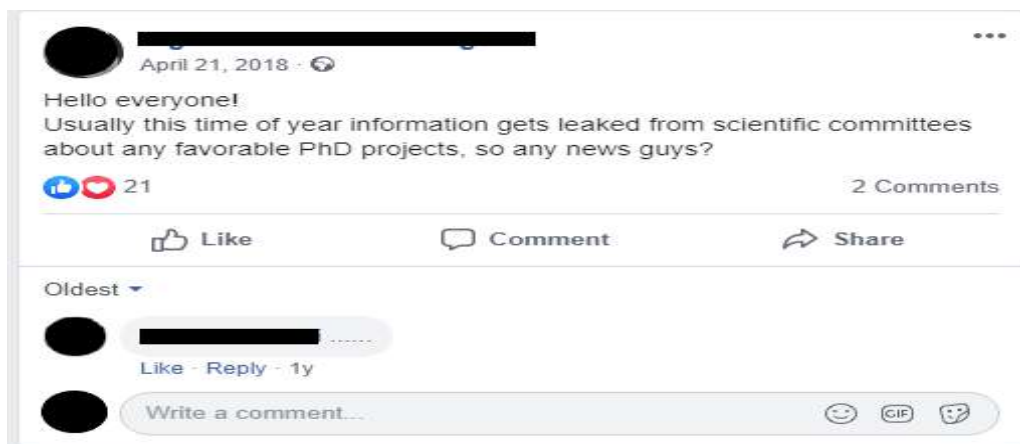 April 21, 2018 ·
Hello everyone!
Usually this time of year information gets leaked from scientific committees
about any favorable PhD projects, so any news guys?
21
2 Comments
Like
Comment
Share
Oldest
......
Like · Reply · 1y
Write a comment...
GIF